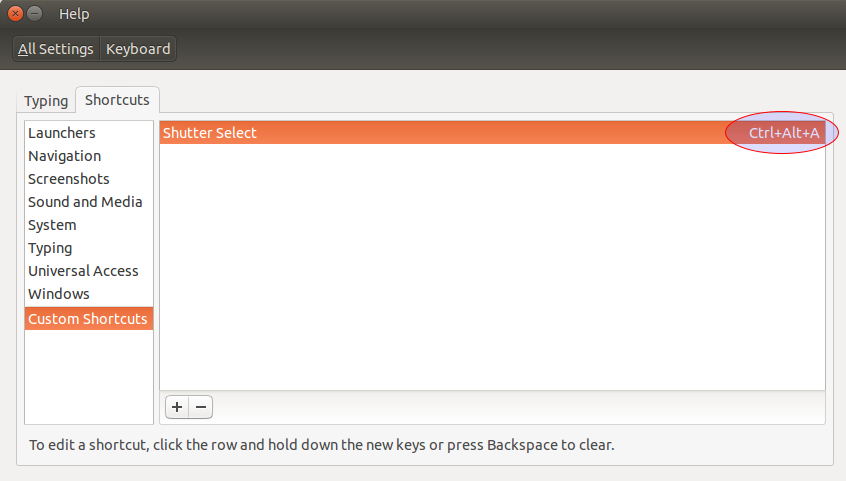 Help
All Settings Keyboard
Typing Shortcuts
Launchers
Navigation
Screenshots
Sound and Media
System
Typing
Universal Access
Windows
Custom Shortcuts
Shutter Select Ctrl+Alt+A
To edit a shortcut, click the row and hold down the new keys or press Backspace to clear.